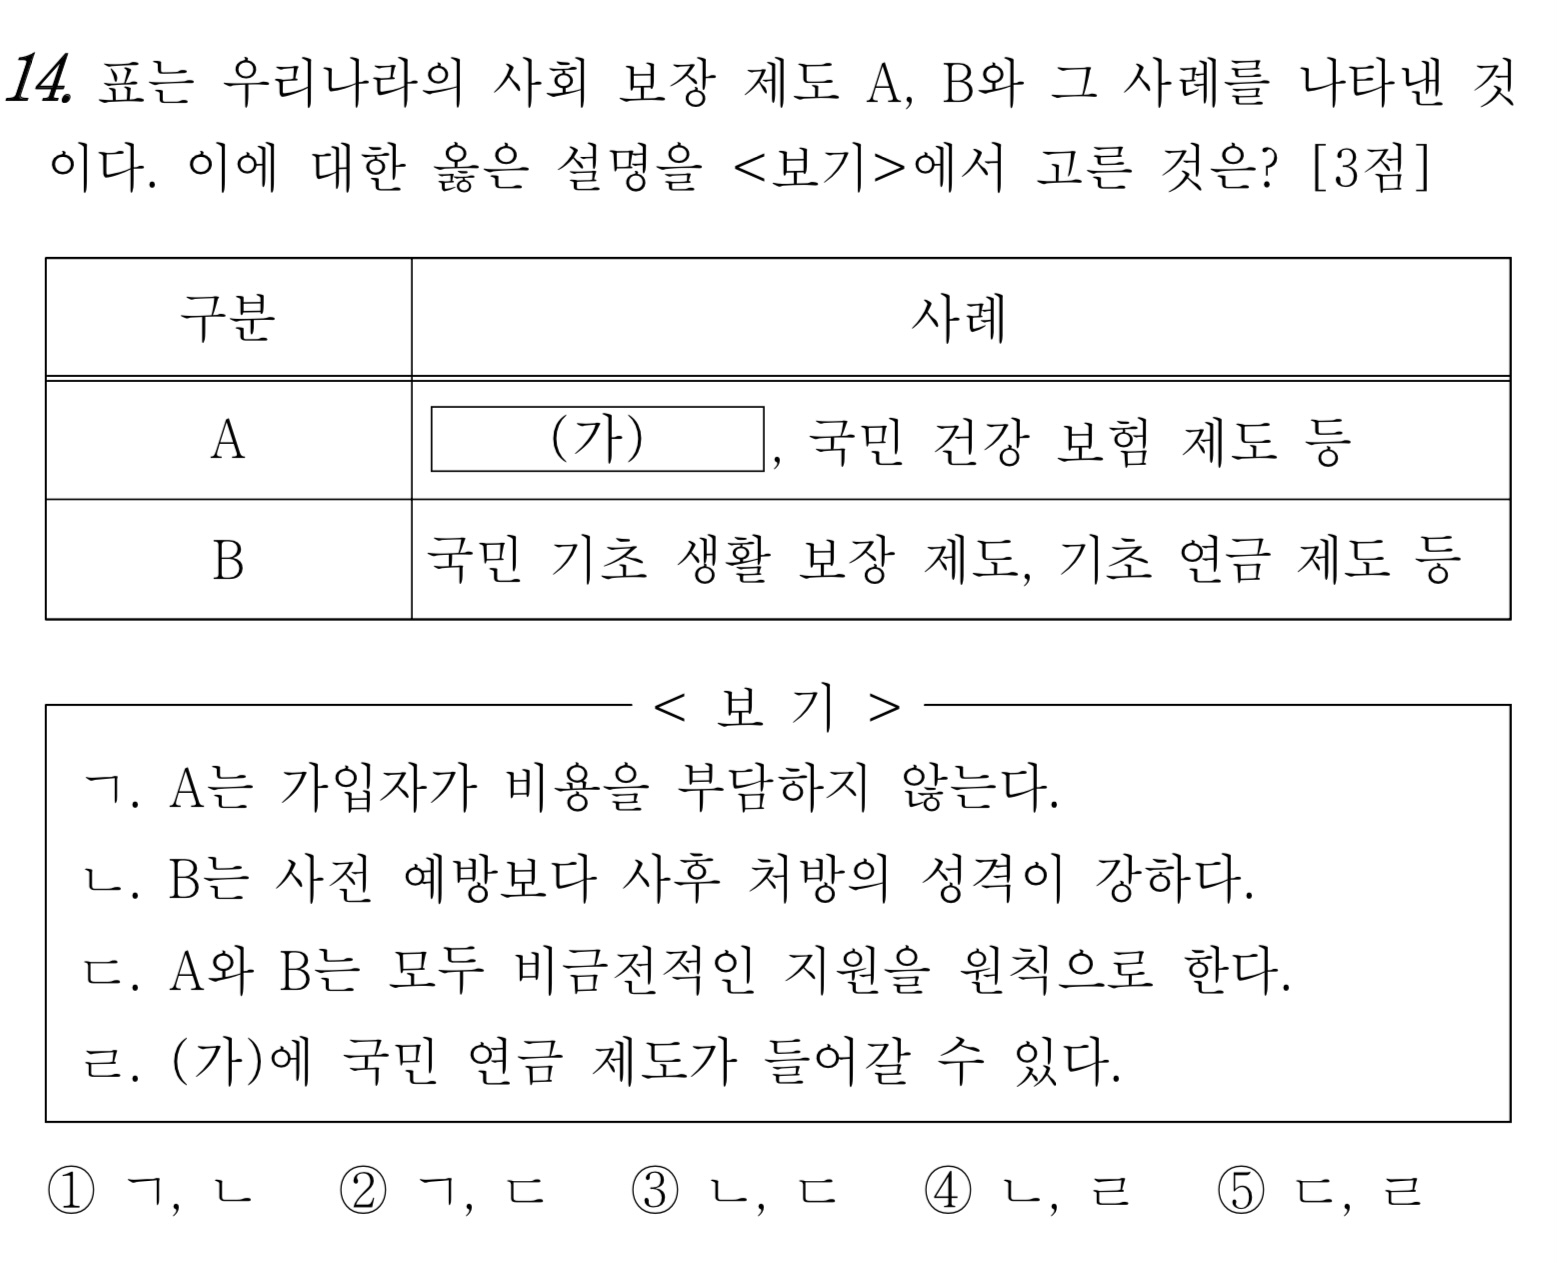 14. 표는 우리나라의 사회 보장 제도 A, B와 그 사례를 나타낸 것
이다. 이에 대한 옳은 설명을 <보기>에서 고른 것은? [3점]
구분 사례
A (가) , 국민 건강 보험 제도 등
B 국민 기초 생활 보장 제도, 기초 연금 제도 등
< 보 기 >
ㄱ. A는 가입자가 비용을 부담하지 않는다.
ㄴ. B는 사전 예방보다 사후 처방의 성격이 강하다.
ㄷ. A와 B는 모두 비금전적인 지원을 원칙으로 한다.
ㄹ. (가)에 국민 연금 제도가 들어갈 수 있다.
① ㄱ, ㄴ ② ㄱ, ㄷ ③ ㄴ, ㄷ ④ ㄴ, ㄹ ⑤ ㄷ, ㄹ